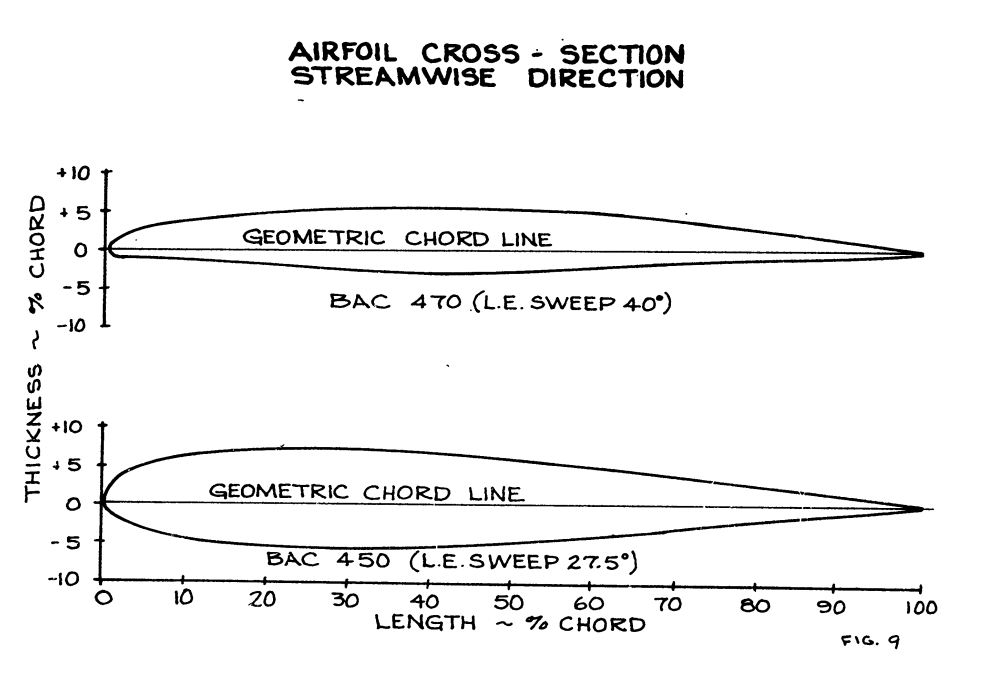 AIRFOIL CROSS - SECTION
STREAMWISE DIRECTION
THICKNESS ~ % CHORD
+10
+5
0
-5
-10
GEOMETRIC CHORD LINE
BAC 470 (L.E. SWEEP 40°)
+10
+5
0
-5
-10
GEOMETRIC CHORD LINE
BAC 450 (L.E. SWEEP 27.5°)
0 10 20 30 40 50 60 70 80 90 100
LENGTH ~ % CHORD
FIG. 9